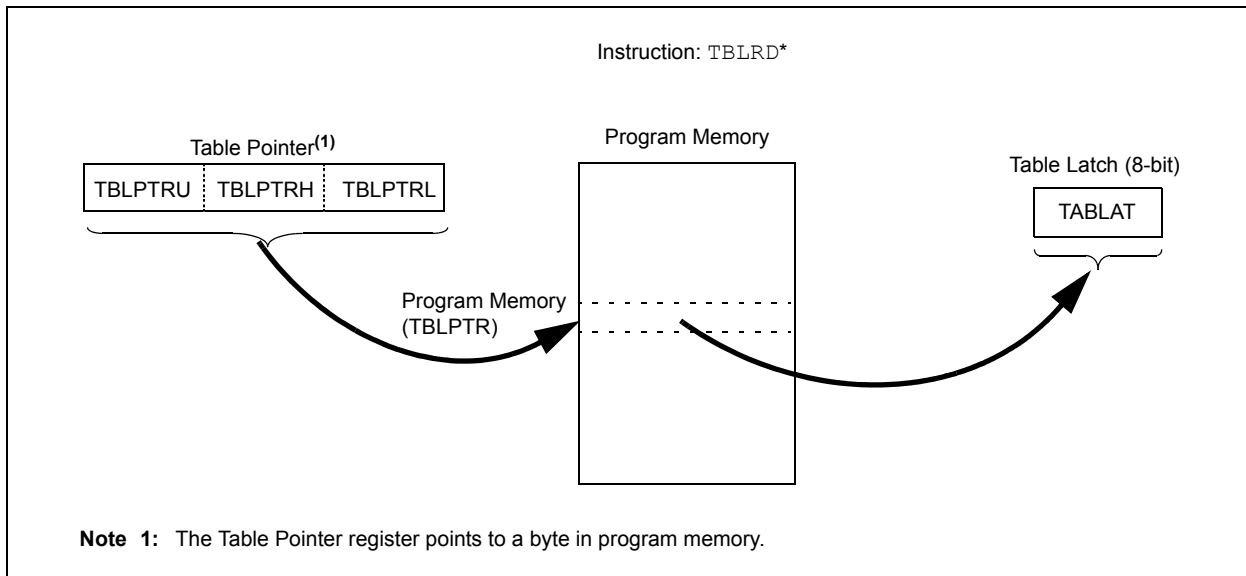 Instruction: TBLRD*
Table Pointer(1)
TBLPTRU TBLPTRH TBLPTRL
Program Memory
Table Latch (8-bit)
TABLAT
Program Memory
(TBLPTR)
Note 1: The Table Pointer register points to a byte in program memory.